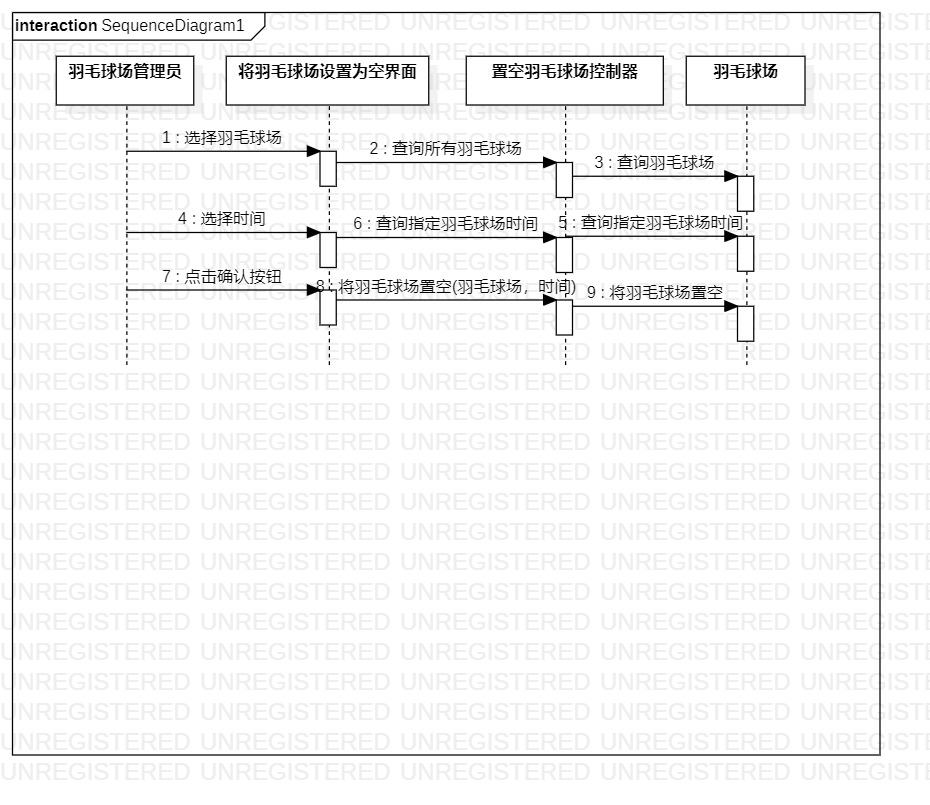 interaction SequenceDiagram1
羽毛球场管理员
将羽毛球场设置为空界面
置空羽毛球场控制器
羽毛球场
1 : 选择羽毛球场
2 : 查询所有羽毛球场
3 : 查询羽毛球场
4 : 选择时间
6 : 查询指定羽毛球场时间
5 : 查询指定羽毛球场时间
7 : 点击确认按钮
8 : 将羽毛球场置空(羽毛球场，时间)
9 : 将羽毛球场置空
UNREGISTERED